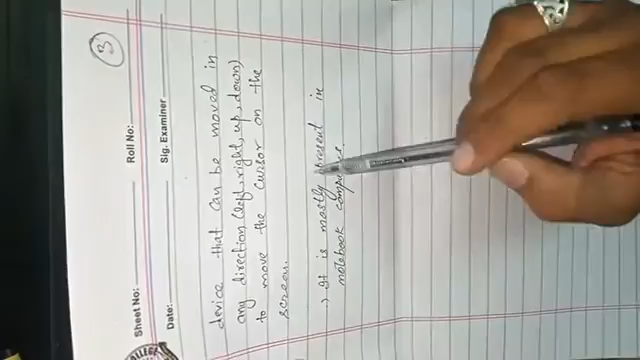 3
Sheet No:
Roll No:
Date:
Sig. Examiner
COLLEGE
device that can be moved in
any direction (left, right, up, down)
to move the cursor on the
screen.
→ It is mostly present in
notebook